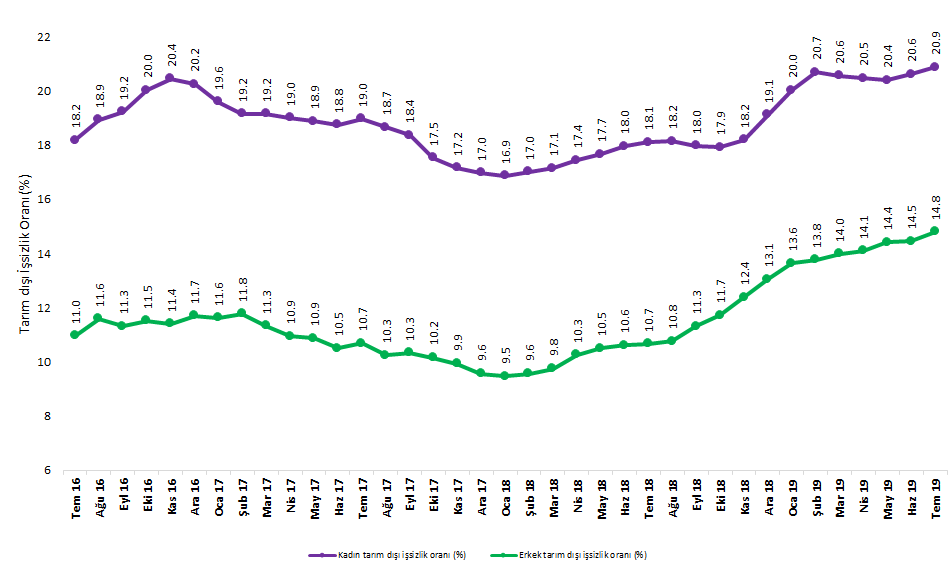 22
20
18
16
14
12
10
8
6
Tarım dışı İşsizlik Oranı (%)
18.2 18.9 19.2 20.0 20.4 20.2 19.6 19.2 19.2 19.0 18.9 18.8 19.0 18.7 18.4 17.5 17.2 17.0 16.9 17.0 17.1 17.4 17.7 18.0 18.1 18.2 18.0 17.9 18.2 19.1 20.0 20.7 20.6 20.5 20.4 20.6 20.9
11.0 11.6 11.3 11.5 11.4 11.7 11.6 11.8 11.3 10.9 10.9 10.5 10.7 10.3 10.3 10.2 9.9 9.6 9.5 9.6 9.8 10.3 10.5 10.6 10.7 10.8 11.3 11.7 12.4 13.1 13.6 13.8 14.0 14.1 14.4 14.5 14.8
Tem 16 Ağu 16 Eyl 16 Eki 16 Kas 16 Ara 16 Oca 17 Şub 17 Mar 17 Nis 17 May 17 Haz 17 Tem 17 Ağu 17 Eyl 17 Eki 17 Kas 17 Ara 17 Oca 18 Şub 18 Mar 18 Nis 18 May 18 Haz 18 Tem 18 Ağu 18 Eyl 18 Eki 18 Kas 18 Ara 18 Oca 19 Şub 19 Mar 19 Nis 19 May 19 Haz 19 Tem 19
Kadın tarım dışı işsizlik oranı (%) Erkek tarım dışı işsizlik oranı (%)